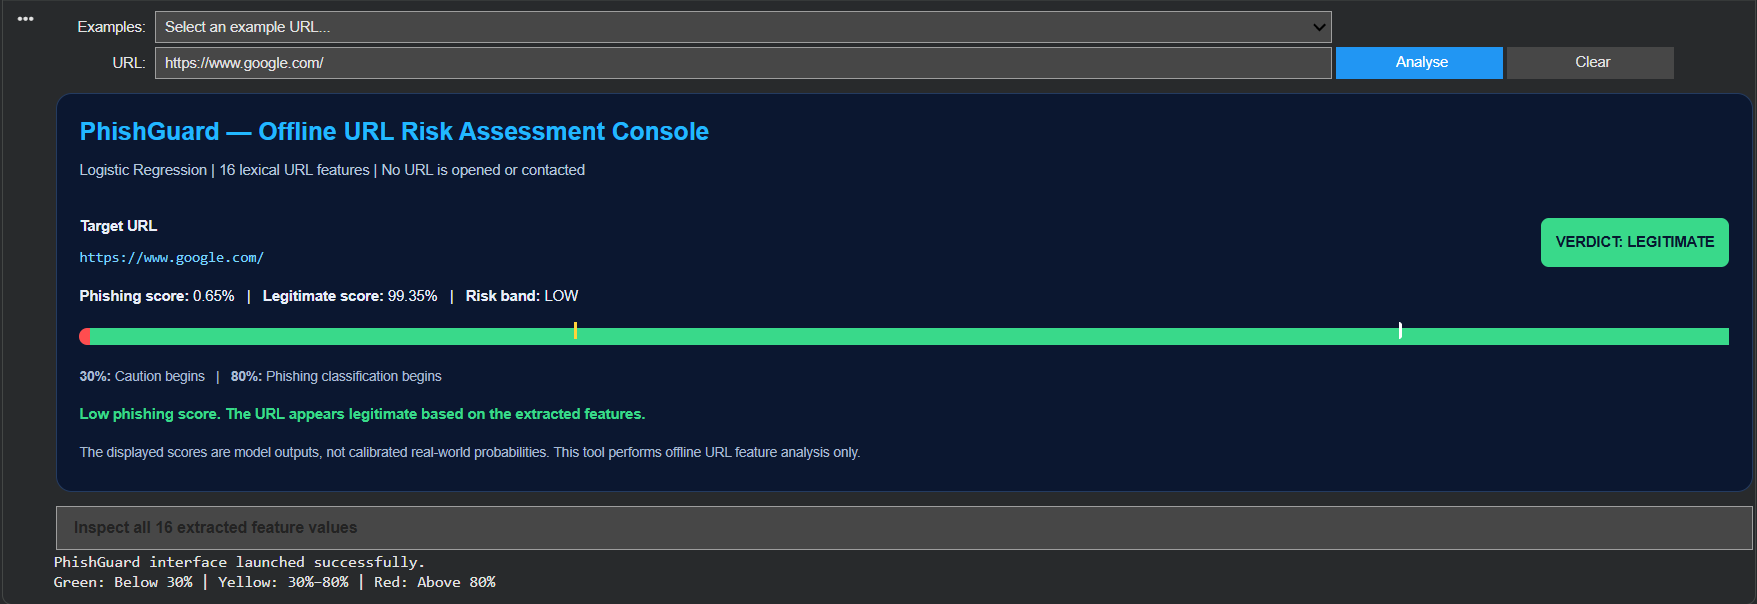 •••
Examples: Select an example URL...
URL: https://www.google.com/ Analyse Clear
PhishGuard — Offline URL Risk Assessment Console
Logistic Regression | 16 lexical URL features | No URL is opened or contacted
Target URL
VERDICT: LEGITIMATE
https://www.google.com/
Phishing score: 0.65% | Legitimate score: 99.35% | Risk band: LOW
30%: Caution begins | 80%: Phishing classification begins
Low phishing score. The URL appears legitimate based on the extracted features.
The displayed scores are model outputs, not calibrated real-world probabilities. This tool performs offline URL feature analysis only.
Inspect all 16 extracted feature values
PhishGuard interface launched successfully.
Green: Below 30% | Yellow: 30%–80% | Red: Above 80%